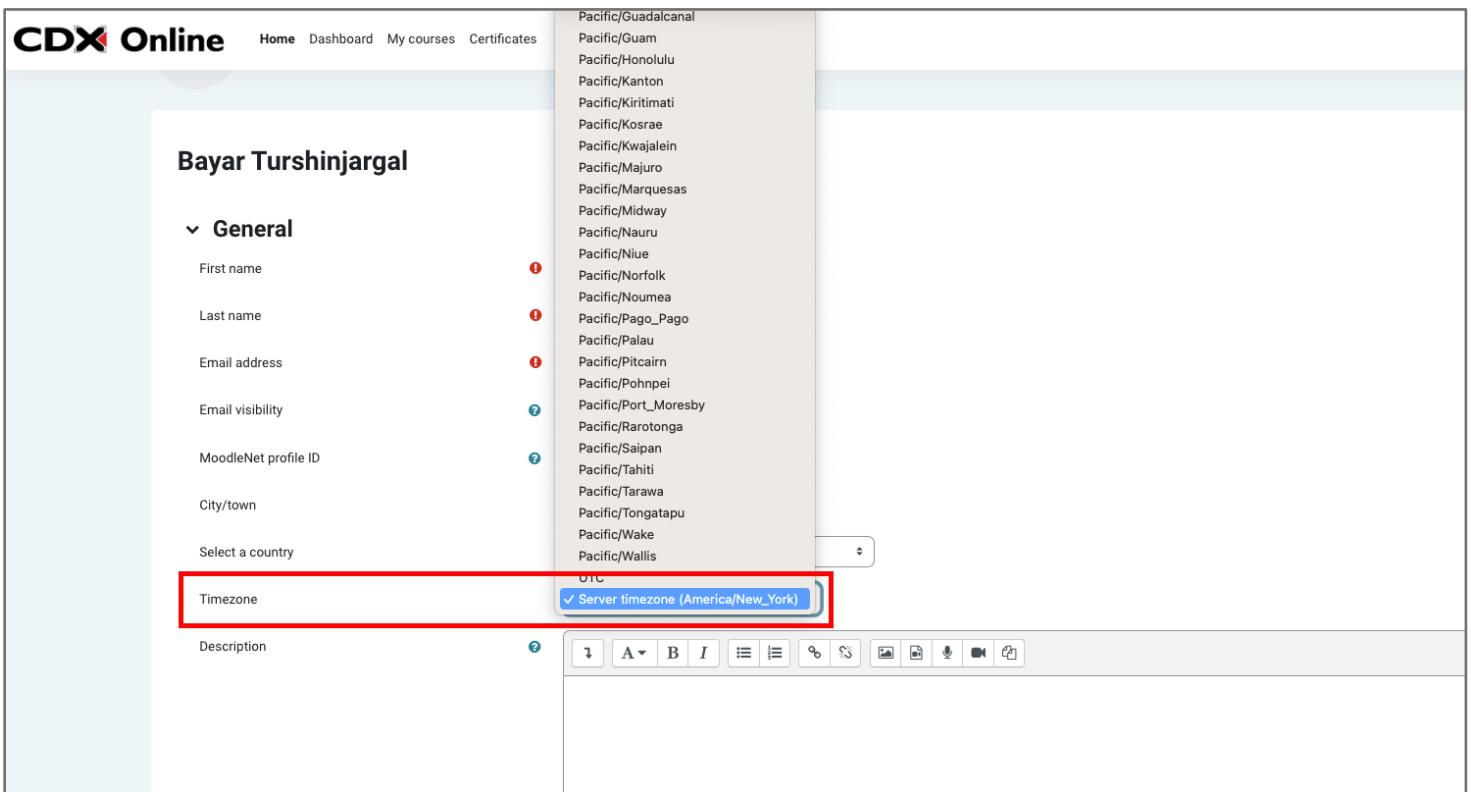 CDX Online Home Dashboard My courses Certificates
Bayar Turshinjargal
General
First name
Last name
Email address
Email visibility
MoodleNet profile ID
City/town
Select a country
Timezone
Description
Pacific/Guadalcanal
Pacific/Guam
Pacific/Honolulu
Pacific/Kanton
Pacific/Kiritimati
Pacific/Kosrae
Pacific/Kwajalein
Pacific/Majuro
Pacific/Marquesas
Pacific/Midway
Pacific/Nauru
Pacific/Niue
Pacific/Norfolk
Pacific/Noumea
Pacific/Pago_Pago
Pacific/Palau
Pacific/Pitcairn
Pacific/Pohnpei
Pacific/Port_Moresby
Pacific/Rarotonga
Pacific/Saipan
Pacific/Tahiti
Pacific/Tarawa
Pacific/Tongatapu
Pacific/Wake
Pacific/Wallis
UTC
✓ Server timezone (America/New_York)
A B I